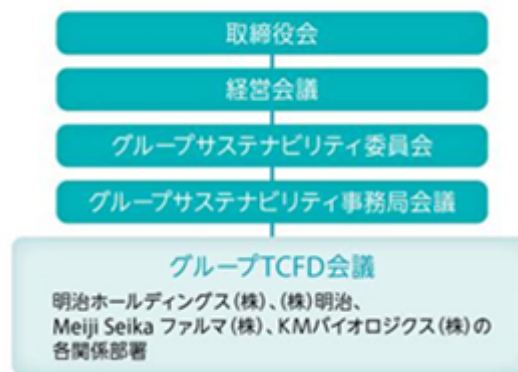 取締役会
経営会議
グループサステナビリティ委員会
グループサステナビリティ事務局会議
グループTCFD会議
明治ホールディングス(株)、(株)明治、
Meiji Seika ファルマ(株)、KMバイオロジクス(株)の
各関係部署